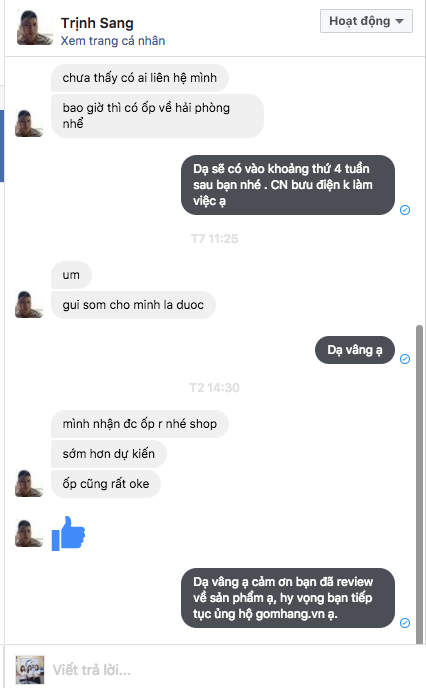 Trịnh Sang
Xem trang cá nhân
Hoạt động
chưa thấy có ai liên hệ mình
bao giờ thì có ốp về hải phòng
nhể
Dạ sẽ có vào khoảng thứ 4 tuần
sau bạn nhé . CN bưu điện k làm
việc ạ
T7 11:25
um
gui som cho minh la duoc
Dạ vâng ạ
T2 14:30
mình nhận đc ốp r nhé shop
sớm hơn dự kiến
ốp cũng rất oke
Dạ vâng ạ cảm ơn bạn đã review
về sản phẩm ạ, hy vọng bạn tiếp
tục ủng hộ gomhang.vn ạ.
Viết trả lời...